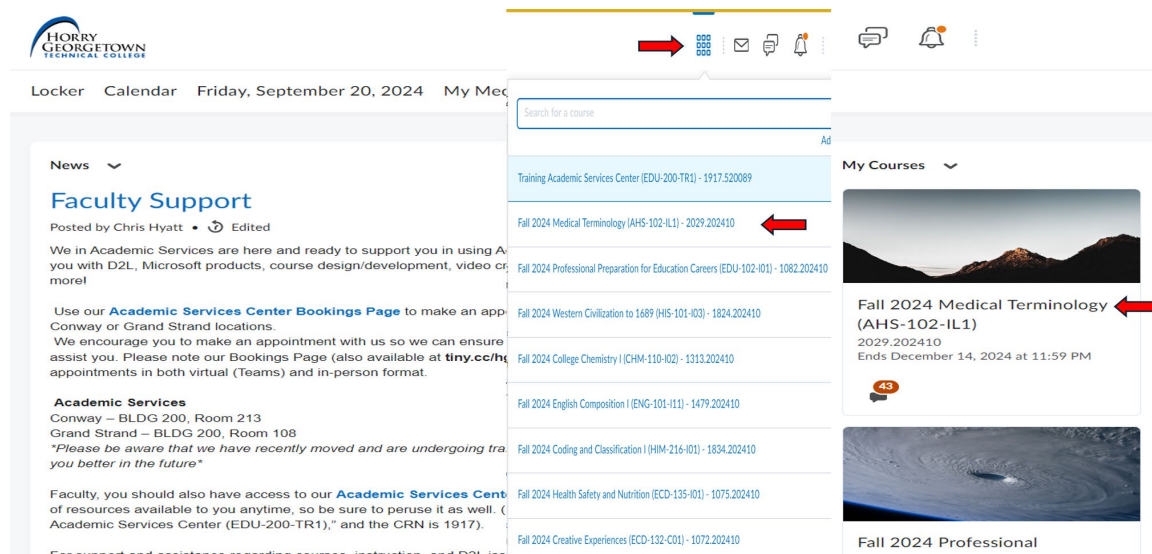 HORRY
GEORGETOWN
TECHNICAL COLLEGE
Locker Calendar Friday, September 20, 2024 My Med
News
Faculty Support
Posted by Chris Hyatt • Edited
We in Academic Services are here and ready to support you in using A
you with D2L, Microsoft products, course design/development, video cr
more!
Use our Academic Services Center Bookings Page to make an app
Conway or Grand Strand locations.
We encourage you to make an appointment with us so we can ensure
assist you. Please note our Bookings Page (also available at tiny.cc/hg
appointments in both virtual (Teams) and in-person format.
Academic Services
Conway – BLDG 200, Room 213
Grand Strand – BLDG 200, Room 108
*Please be aware that we have recently moved and are undergoing tra
you better in the future*
Faculty, you should also have access to our Academic Services Cent
of resources available to you anytime, so be sure to peruse it as well. (
Academic Services Center (EDU-200-TR1)," and the CRN is 1917).
For support and assistance regarding courses, instruction, and D2L iss
Search for a course
Ad
Training Academic Services Center (EDU-200-TR1) - 1917.520089
Fall 2024 Medical Terminology (AHS-102-IL1) - 2029.202410
Fall 2024 Professional Preparation for Education Careers (EDU-102-I01) - 1082.202410
Fall 2024 Western Civilization to 1689 (HIS-101-I03) - 1824.202410
Fall 2024 College Chemistry I (CHM-110-I02) - 1313.202410
Fall 2024 English Composition I (ENG-101-I11) - 1479.202410
Fall 2024 Coding and Classification I (HIM-216-I01) - 1834.202410
Fall 2024 Health Safety and Nutrition (ECD-135-I01) - 1075.202410
Fall 2024 Creative Experiences (ECD-132-C01) - 1072.202410
My Courses
Fall 2024 Medical Terminology
(AHS-102-IL1)
2029.202410
Ends December 14, 2024 at 11:59 PM
43
Fall 2024 Professional